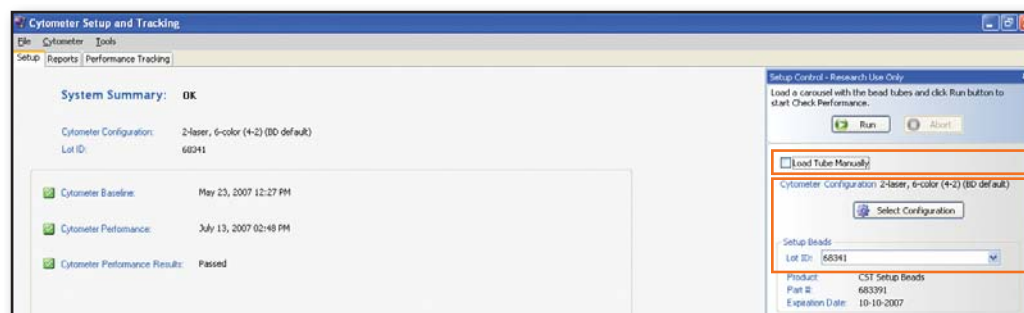 Cytometer Setup and Tracking
File Cytometer Tools
Setup Reports Performance Tracking
System Summary: OK
Cytometer Configuration: 2-laser, 6-color (4-2) (BD default)
Lot ID: 68341
Cytometer Baseline: May 23, 2007 12:27 PM
Cytometer Performance: July 13, 2007 02:48 PM
Cytometer Performance Results: Passed
Setup Control - Research Use Only
Load a carousel with the bead tubes and click Run button to
start Check Performance.
Run Abort
Load Tube Manually
Cytometer Configuration 2-laser, 6-color (4-2) (BD default)
Select Configuration
Setup Beads
Lot ID: 68341
Product: CST Setup Beads
Part #: 683391
Expiration Date: 10-10-2007